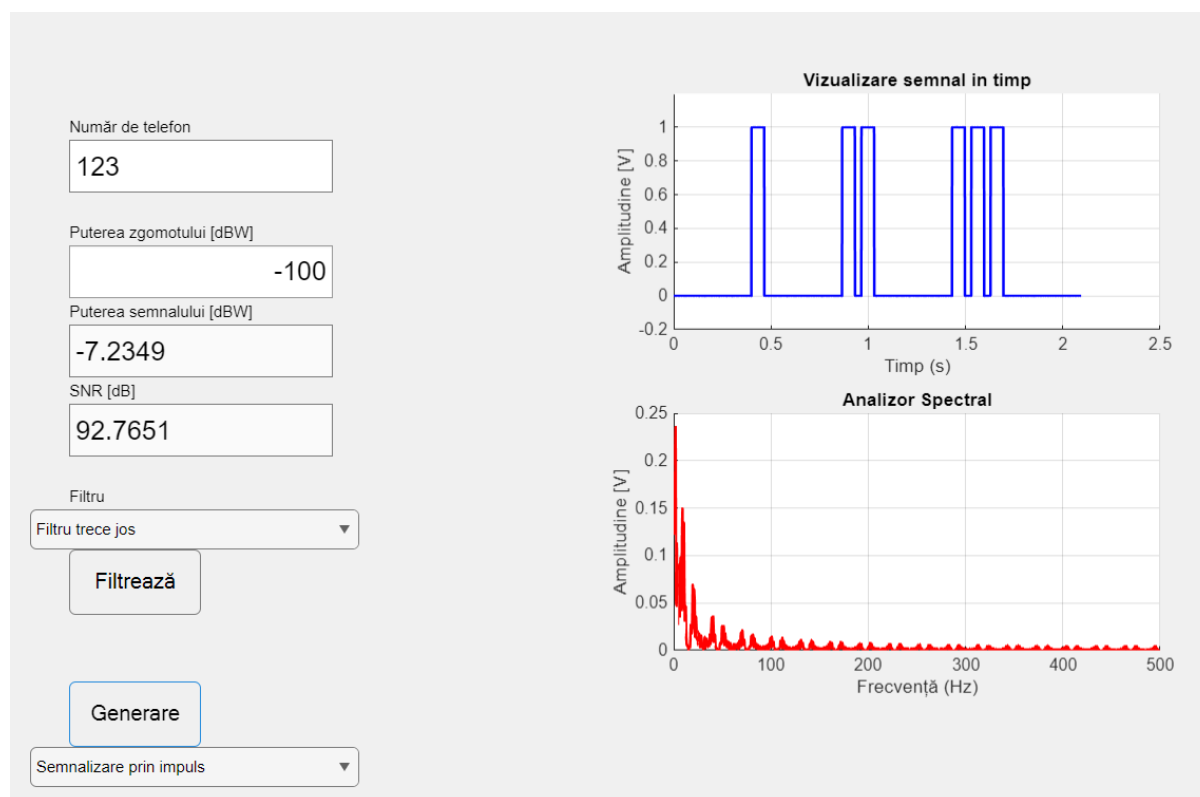 Număr de telefon
123
Puterea zgomotului [dBW]
-100
Puterea semnalului [dBW]
-7.2349
SNR [dB]
92.7651
Filtru
Filtru trece jos
Filtrează
Generare
Semnalizare prin impuls
Vizualizare semnal in timp
Amplitudine [V]
1
0.8
0.6
0.4
0.2
0
-0.2
0 0.5 1 1.5 2 2.5
Timp (s)
Analizor Spectral
Amplitudine [V]
0.25
0.2
0.15
0.1
0.05
0
0 100 200 300 400 500
Frecvență (Hz)